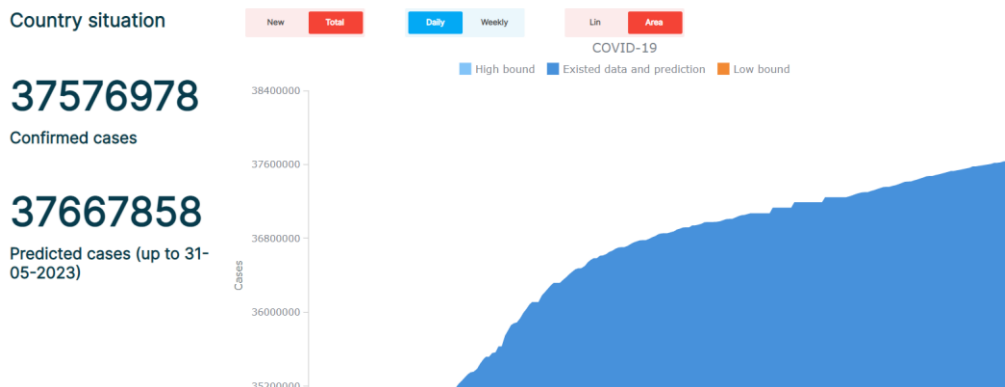 Country situation
New Total Daily Weekly Lin Area
COVID-19
High bound Existed data and prediction Low bound
37576978
Confirmed cases
37667858
Predicted cases (up to 31-
05-2023)
38400000
37600000
36800000
36000000
35200000
Cases